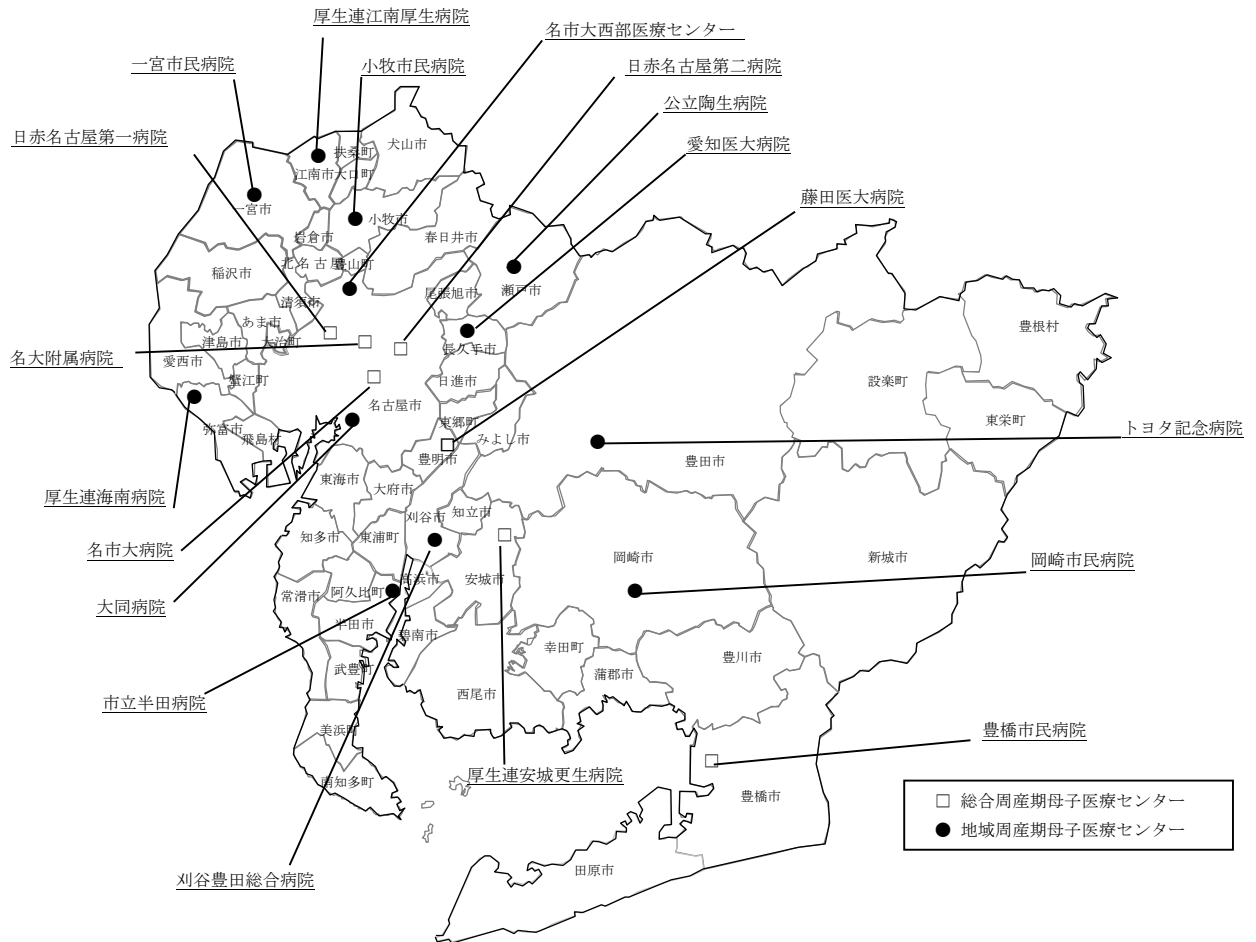 厚生連江南厚生病院
名市大西部医療センター
一宮市民病院
小牧市民病院
日赤名古屋第二病院
公立陶生病院
日赤名古屋第一病院
愛知医大病院
藤田医大病院
犬山市
扶桑町
江南市
大口町
一宮市
小牧市
岩倉市
春日井市
北名古屋
豊山町
稲沢市
尾張旭市
瀬戸市
清須市
あま市
津島市
大治町
長久手市
豊根村
名大附属病院
愛西市
蟹江町
日進市
設楽町
名古屋市
東郷町
東栄町
弥富市
飛島村
みよし市
トヨタ記念病院
豊明市
豊田市
東海市
大府市
厚生連海南病院
刈谷市
知立市
知多市
東浦町
名市大病院
岡崎市
新城市
岡崎市民病院
高浜市
安城市
常滑市
阿久比町
大同病院
半田市
碧南市
幸田町
豊川市
武豊町
蒲郡市
西尾市
市立半田病院
美浜町
豊橋市民病院
厚生連安城更生病院
南知多町
豊橋市
総合周産期母子医療センター
地域周産期母子医療センター
田原市
刈谷豊田総合病院